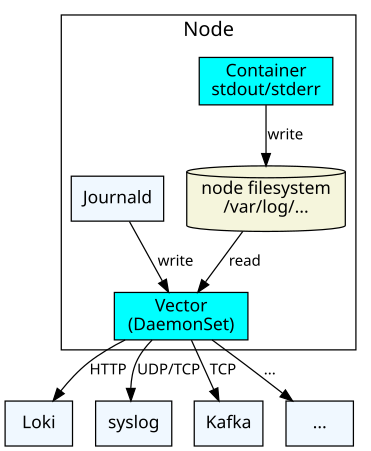 Node
Container
stdout/stderr
write
node filesystem
/var/log/...
Journald
write
read
Vector
(DaemonSet)
HTTP
UDP/TCP
TCP
...
Loki
syslog
Kafka
...